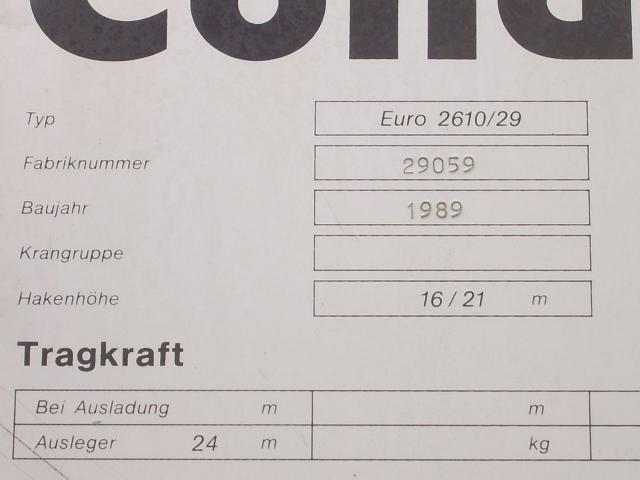 Typ Euro 2610/29
Fabriknummer 29059
Baujahr 1989
Krangruppe
Hakenhöhe 16/21 m
Tragkraft
Bei Ausladung m m
Ausleger 24 m kg